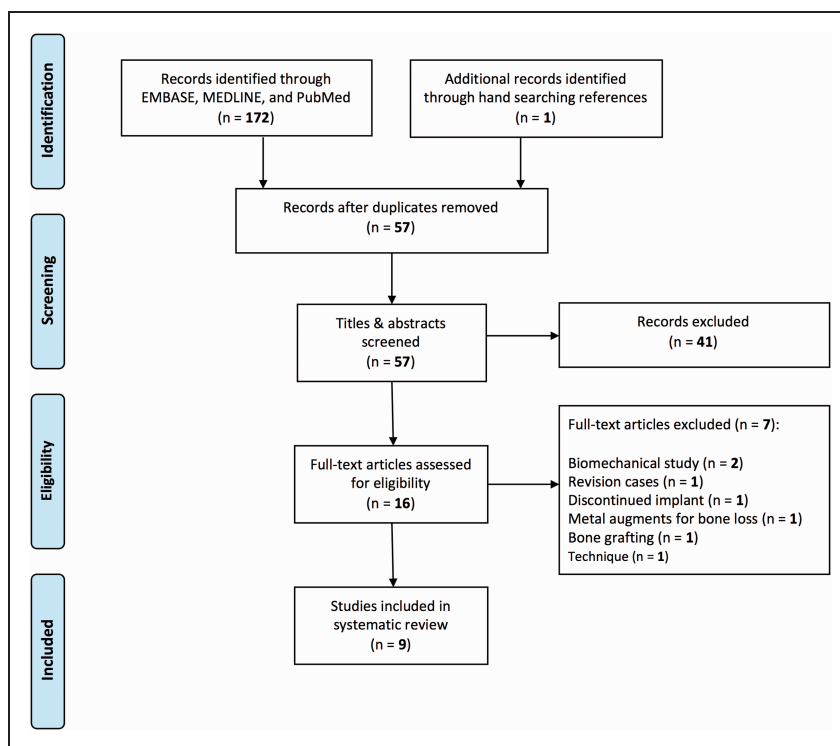 Identification
Records identified through
EMBASE, MEDLINE, and PubMed
(n = 172)
Additional records identified
through hand searching references
(n = 1)
Records after duplicates removed
(n = 57)
Screening
Titles & abstracts
screened
(n = 57)
Records excluded
(n = 41)
Eligibility
Full-text articles assessed
for eligibility
(n = 16)
Full-text articles excluded (n = 7):
Biomechanical study (n = 2)
Revision cases (n = 1)
Discontinued implant (n = 1)
Metal augments for bone loss (n = 1)
Bone grafting (n = 1)
Technique (n = 1)
Included
Studies included in
systematic review
(n = 9)